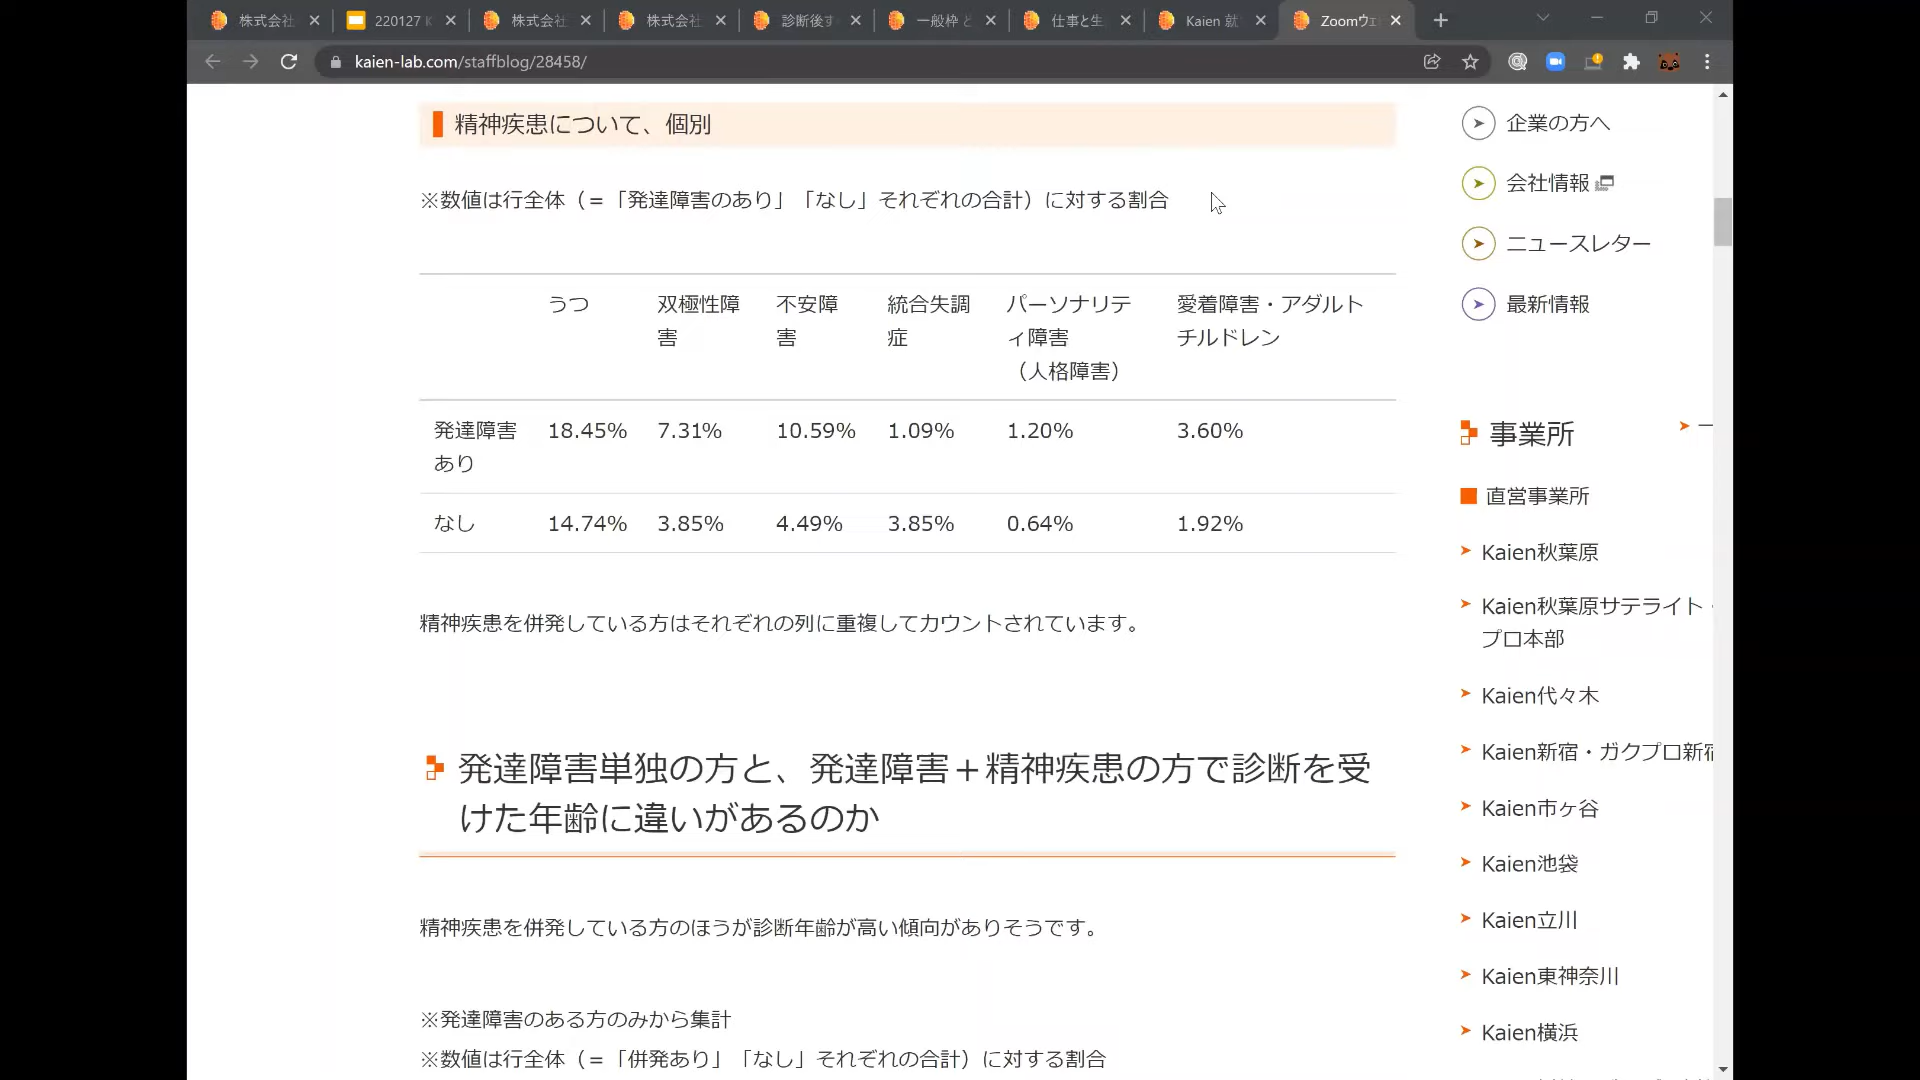 株式会社
220127 K
株式会社
株式会社
診断後す
一般枠 と
仕事と生
Kaien 就
Zoomウェ
kaien-lab.com/staffblog/28458/
精神疾患について、個別
※数値は行全体（＝「発達障害のあり」「なし」それぞれの合計）に対する割合
うつ 双極性障害 不安障害 統合失調症 パーソナリティ障害（人格障害） 愛着障害・アダルトチルドレン
発達障害あり 18.45% 7.31% 10.59% 1.09% 1.20% 3.60%
なし 14.74% 3.85% 4.49% 3.85% 0.64% 1.92%
精神疾患を併発している方はそれぞれの列に重複してカウントされています。
発達障害単独の方と、発達障害＋精神疾患の方で診断を受
けた年齢に違いがあるのか
精神疾患を併発している方のほうが診断年齢が高い傾向がありそうです。
※発達障害のある方のみから集計
※数値は行全体（＝「併発あり」「なし」それぞれの合計）に対する割合
企業の方へ
会社情報
ニュースレター
最新情報
事業所
直営事業所
Kaien秋葉原
Kaien秋葉原サテライト・
プロ本部
Kaien代々木
Kaien新宿・ガクプロ新宿
Kaien市ヶ谷
Kaien池袋
Kaien立川
Kaien東神奈川
Kaien横浜